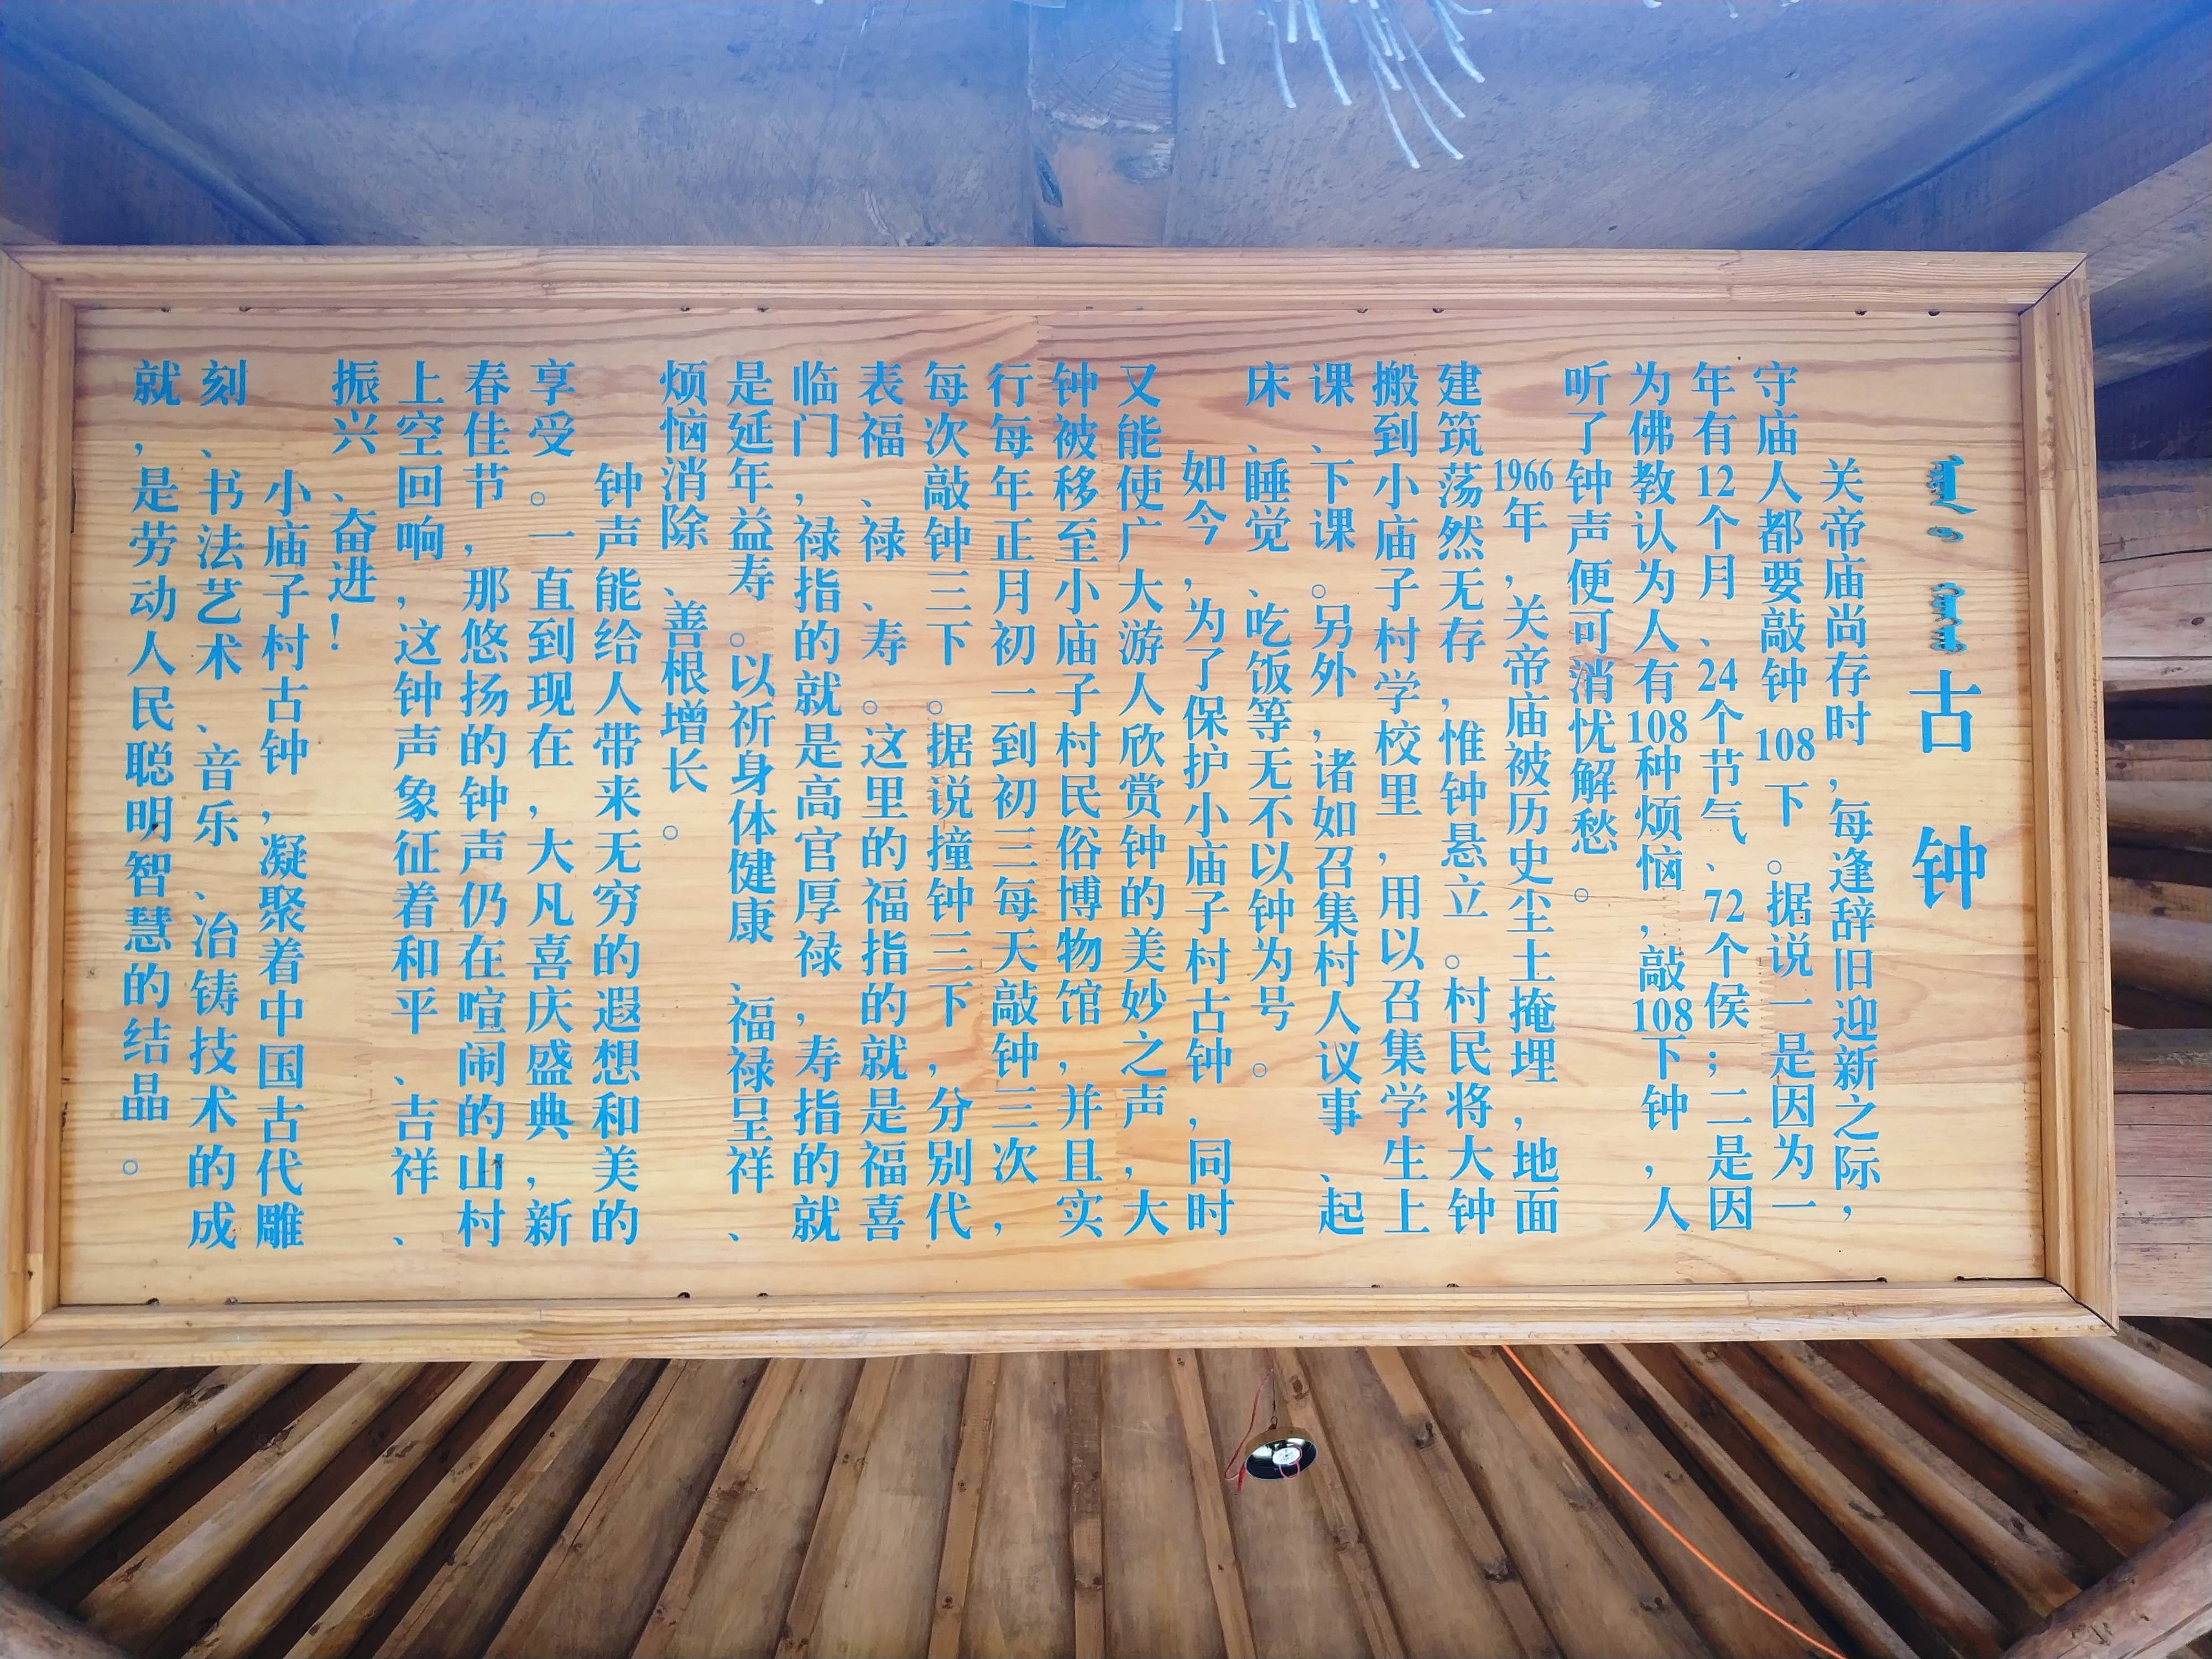 古钟
关帝庙尚存时，每逢辞旧迎新之际，
守庙人都要敲钟108下。据说一是因为一
年有12个月、24个节气、72个侯；二是因
为佛教认为人有108种烦恼，敲108下钟，人
听了钟声便可消忧解愁。
1966年，关帝庙被历史尘土掩埋，地面
建筑荡然无存，惟钟悬立。村民将大钟
搬到小庙子村学校里，用以召集学生上
课、下课。另外，诸如召集村人议事、起
床、睡觉、吃饭等无不以钟为号。
如今，为了保护小庙子村古钟，同时
又能使广大游人欣赏钟的美妙之声，大
钟被移至小庙子村民俗博物馆，并且实
行每年正月初一到初三每天敲钟三次，
每次敲钟三下。据说撞钟三下，分别代
表福、禄、寿。这里的福指的就是福喜
临门，禄指的就是高官厚禄，寿指的就
是延年益寿。以祈身体健康、福禄呈祥、
烦恼消除、善根增长。
钟声能给人带来无穷的遐想和美的
享受。一直到现在，大凡喜庆盛典，新
春佳节，那悠扬的钟声仍在喧闹的山村
上空回响，这钟声象征着和平、吉祥、
振兴、奋进！
小庙子村古钟，凝聚着中国古代雕
刻、书法艺术、音乐、冶铸技术的成
就，是劳动人民聪明智慧的结晶。